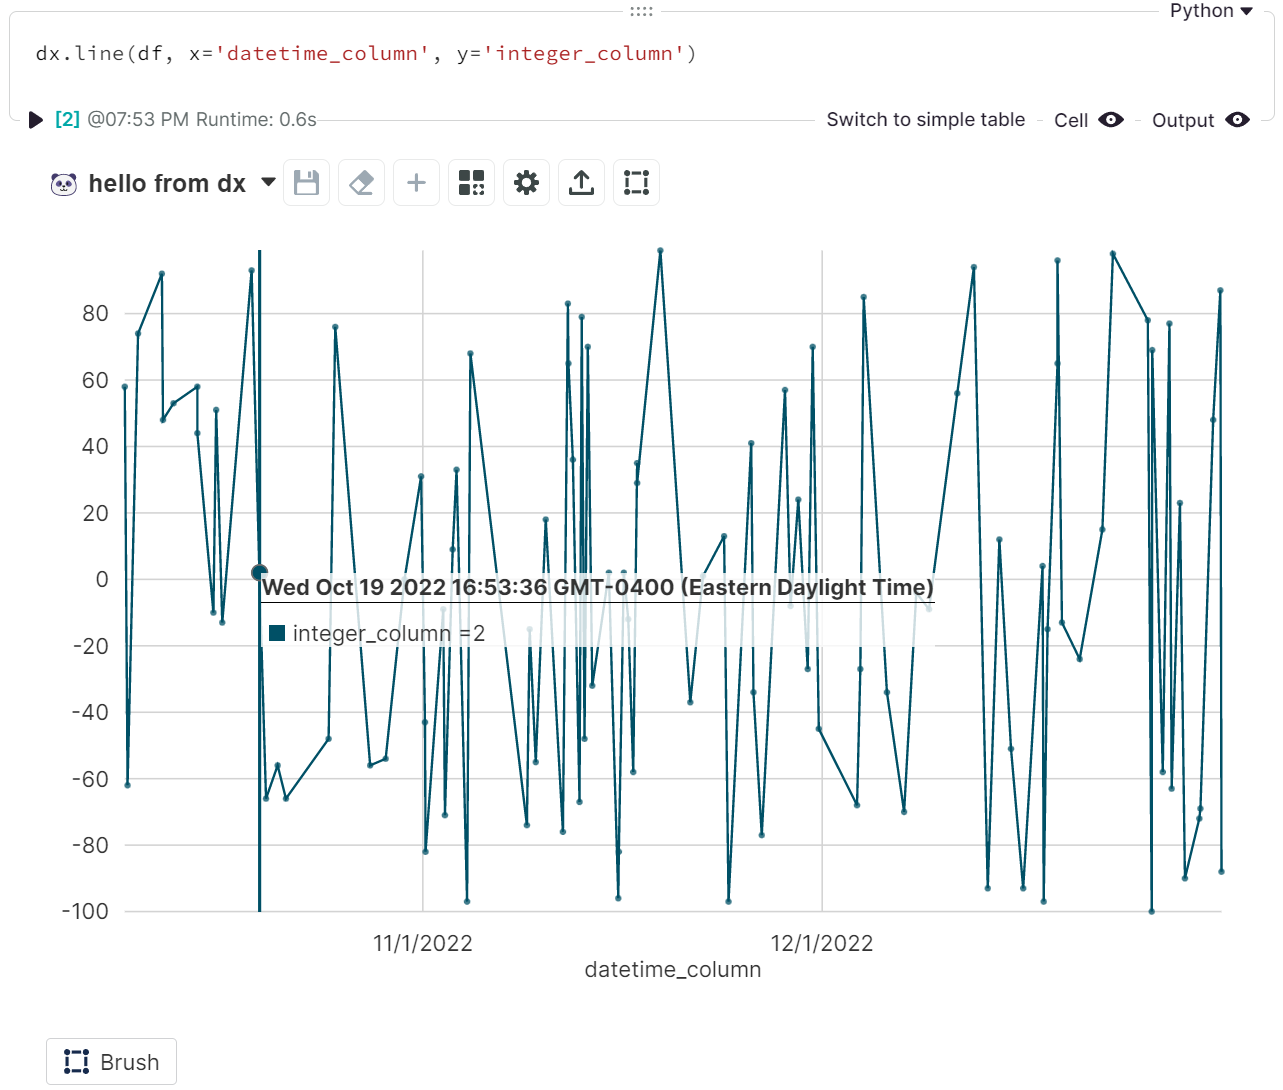 Python
dx.line(df, x='datetime_column', y='integer_column')
[2] @07:53 PM Runtime: 0.6s
Switch to simple table
Cell
Output
hello from dx
80
60
40
20
0
-20
-40
-60
-80
-100
Wed Oct 19 2022 16:53:36 GMT-0400 (Eastern Daylight Time)
integer_column =2
11/1/2022
12/1/2022
datetime_column
Brush